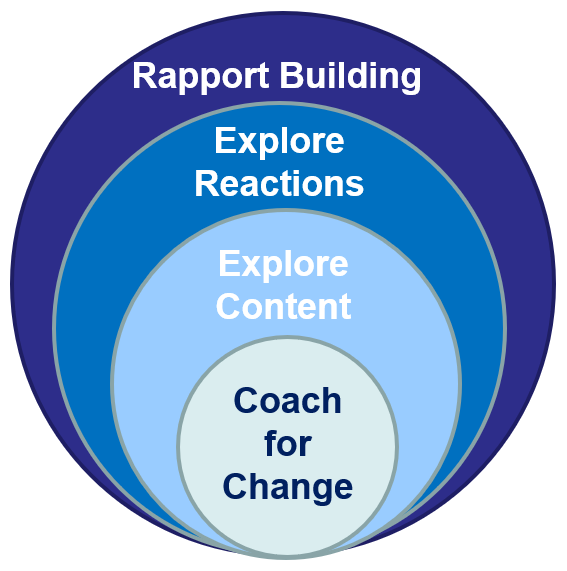 Rapport Building
Explore
Reactions
Explore
Content
Coach
for
Change